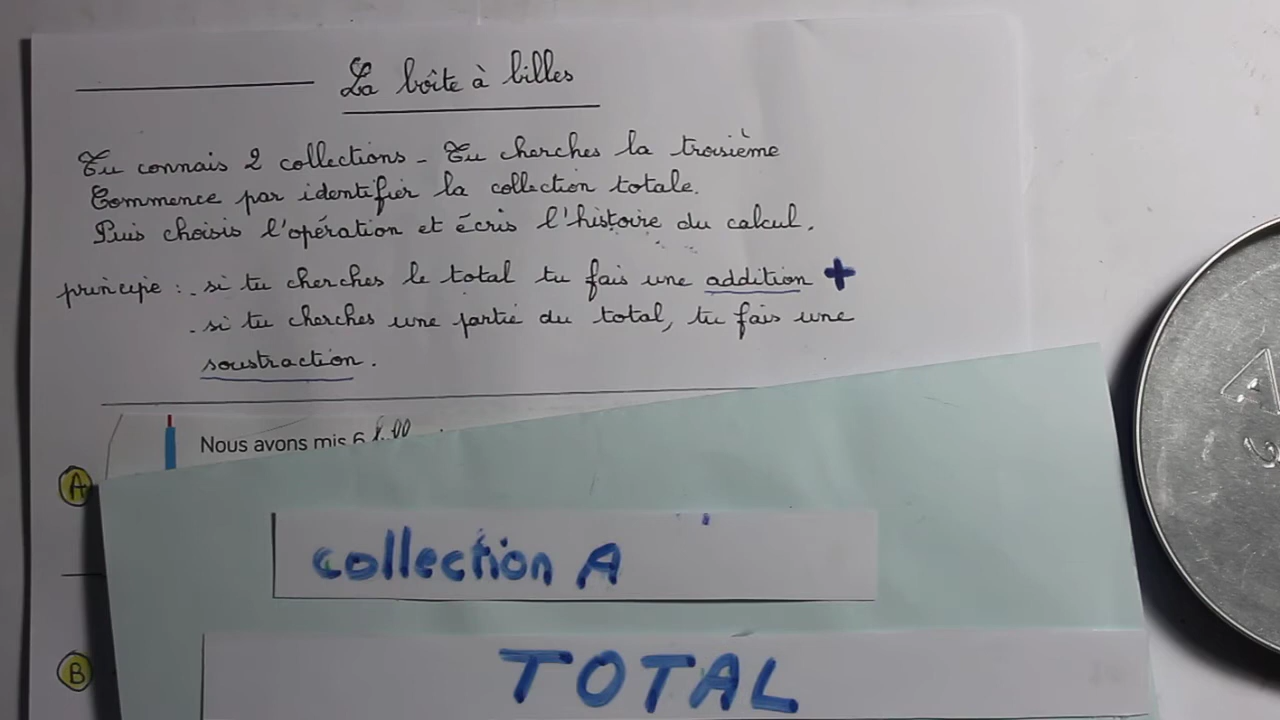 La boîte à billes
Tu connais 2 collections - Tu cherches la troisième
Commence par identifier la collection totale.
Puis choisis l'opération et écris l'histoire du calcul.
principe : . si tu cherches le total tu fais une addition +
. si tu cherches une partie du total, tu fais une
soustraction.
Nous avons mis 6
A
collection A
B
TOTAL